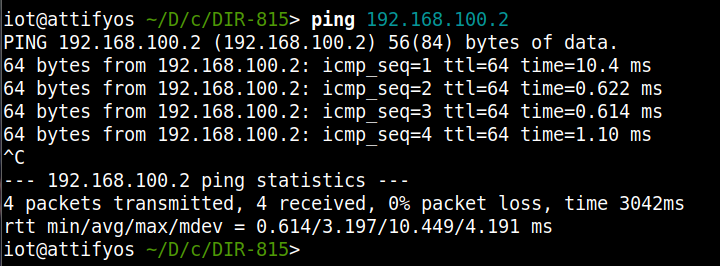 iot@attifyos ~/D/c/DIR-815> ping 192.168.100.2
PING 192.168.100.2 (192.168.100.2) 56(84) bytes of data.
64 bytes from 192.168.100.2: icmp_seq=1 ttl=64 time=10.4 ms
64 bytes from 192.168.100.2: icmp_seq=2 ttl=64 time=0.622 ms
64 bytes from 192.168.100.2: icmp_seq=3 ttl=64 time=0.614 ms
64 bytes from 192.168.100.2: icmp_seq=4 ttl=64 time=1.10 ms
^C
--- 192.168.100.2 ping statistics ---
4 packets transmitted, 4 received, 0% packet loss, time 3042ms
rtt min/avg/max/mdev = 0.614/3.197/10.449/4.191 ms
iot@attifyos ~/D/c/DIR-815>